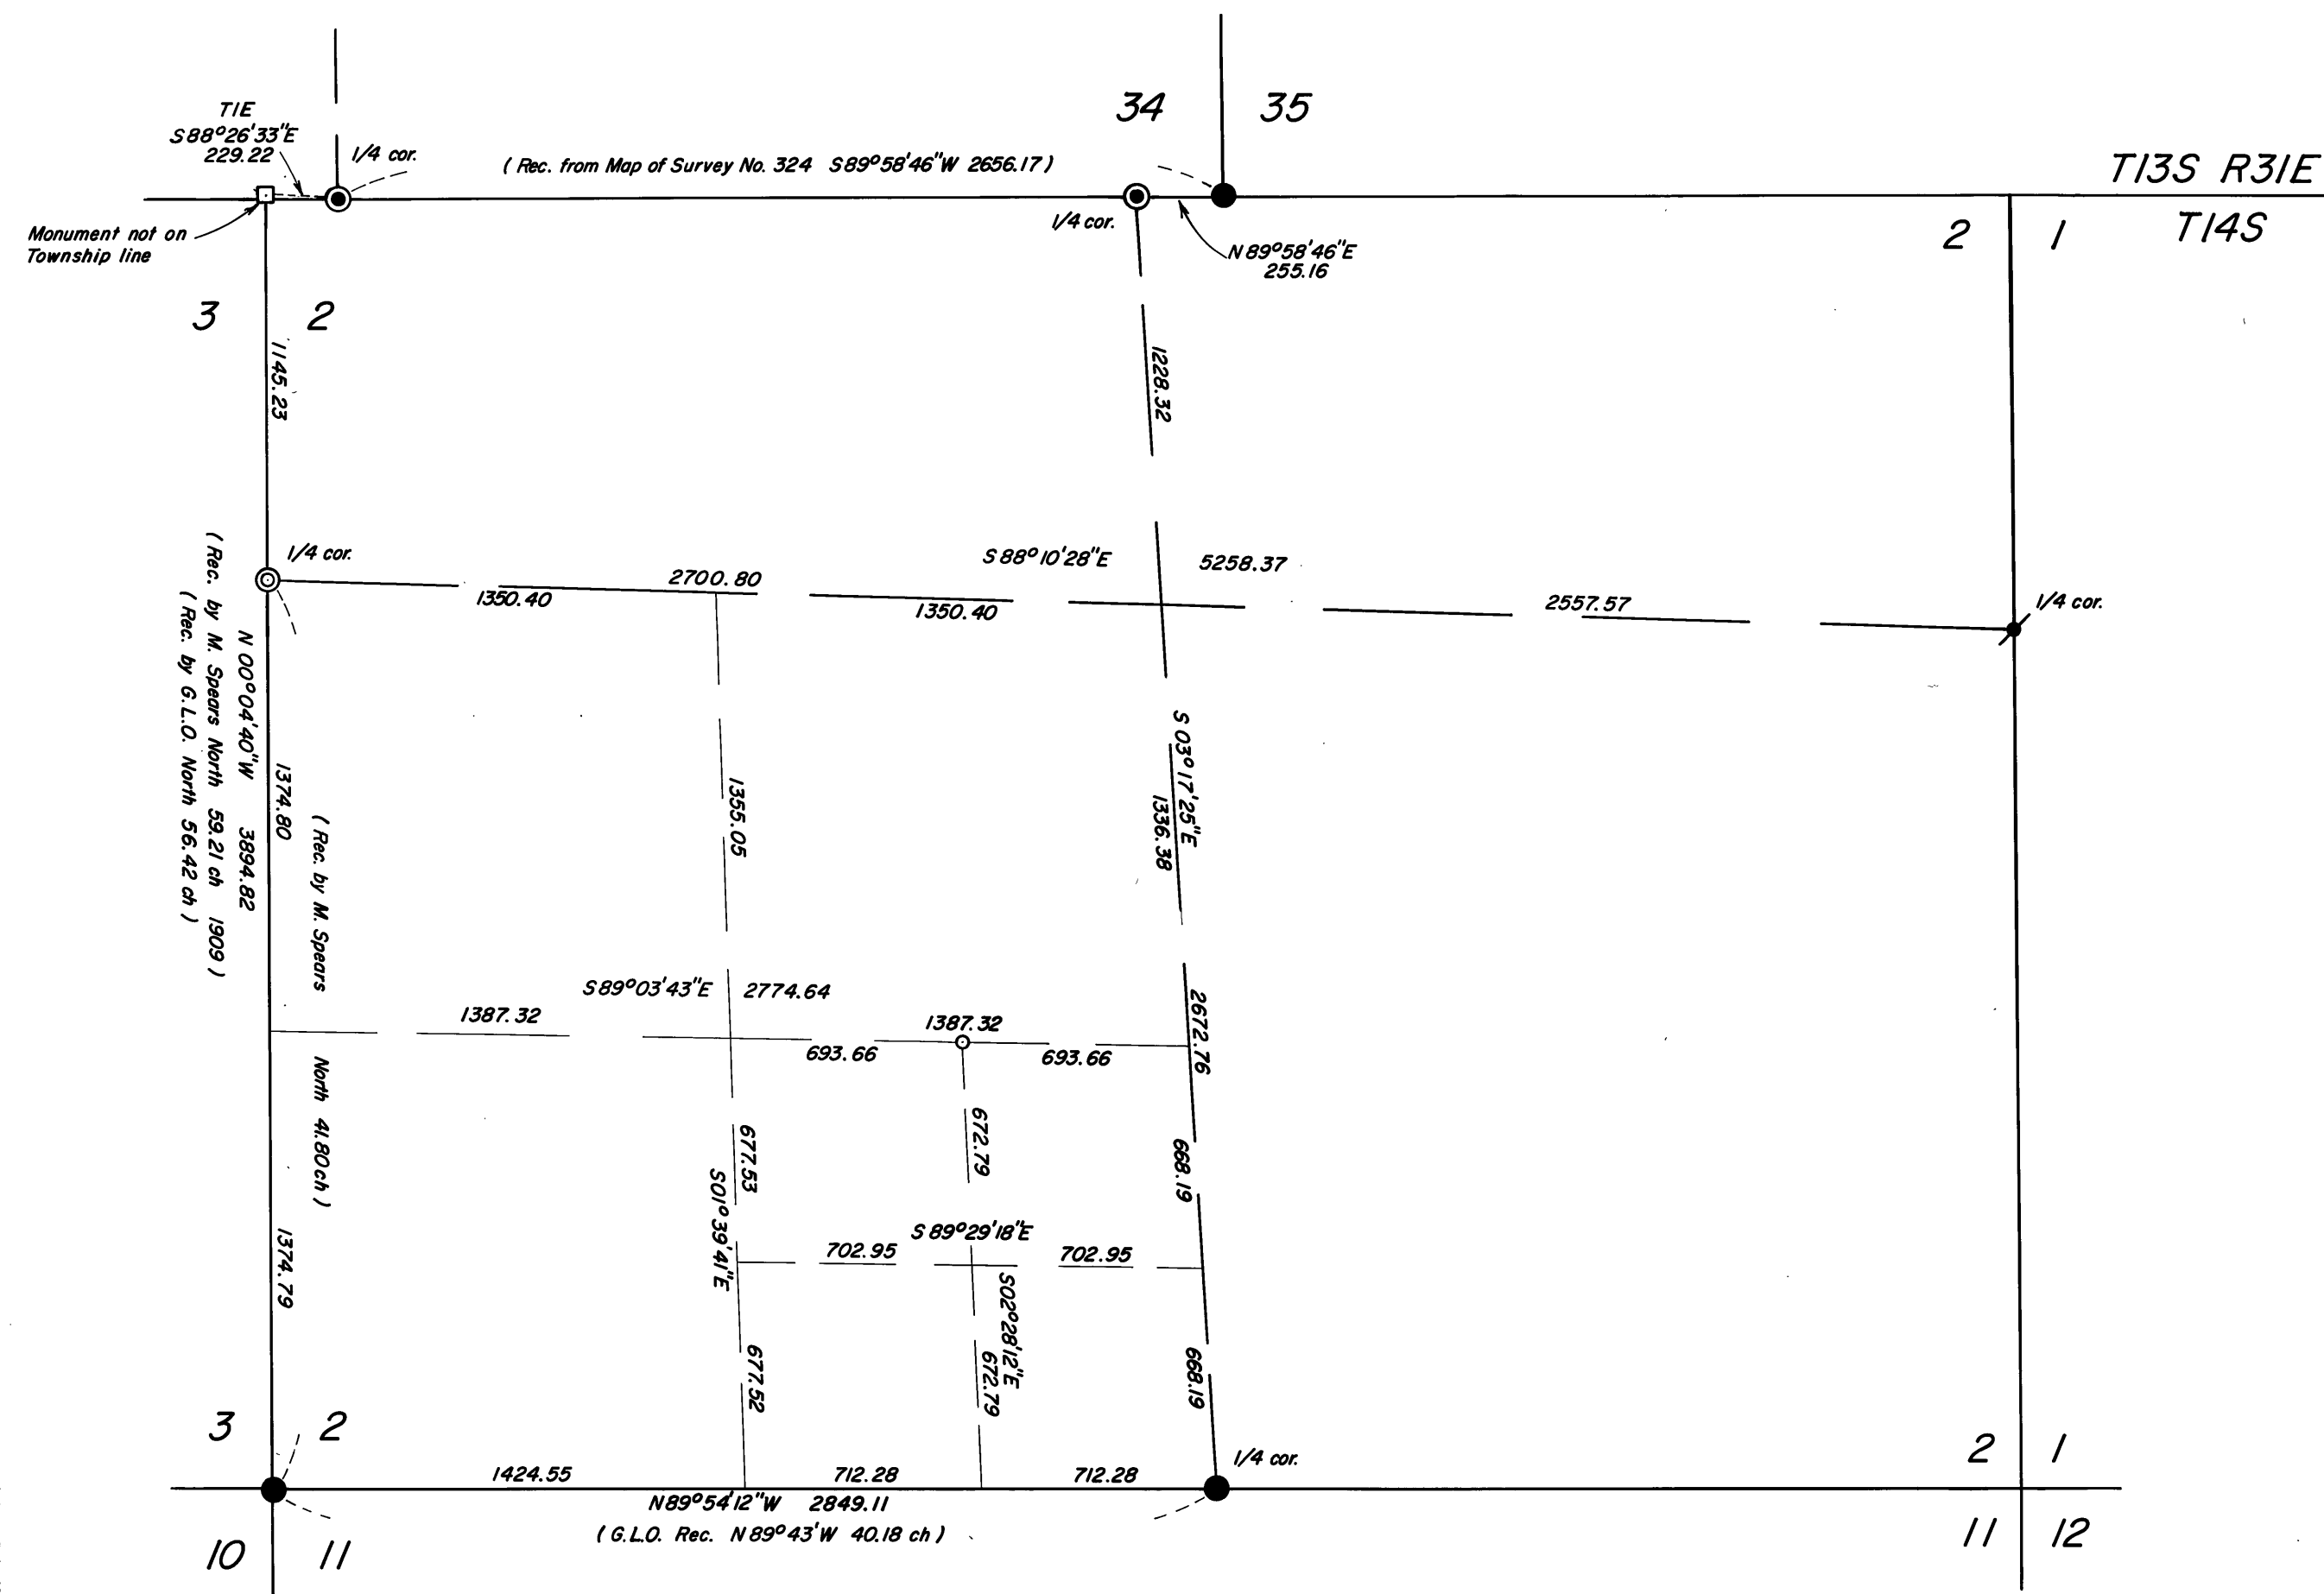 34 35
T13S R31E
T14S
TIE
S88°26'33"E
229.22
1/4 cor.
( Rec. from Map of Survey No. 324 S89°58'46"W 2656.17 )
1/4 cor.
N89°58'46"E
255.16
Monument not on
Township line
2 1
3 2
1145.23
1228.32
1/4 cor.
S88°10'28"E 5258.37
2700.80
1350.40
1350.40
2557.57
1/4 cor.
( Rec. by G.L.O. North 56.42 ch )
( Rec. by M. Spears North 59.21 ch 1909 )
N 00°04'40"W 3894.82
1374.80
( Rec. by M. Spears North 41.80ch )
1355.05
S 03°17'25"E
1336.38
2672.76
S89°03'43"E 2774.64
1387.32
1387.32
693.66
693.66
677.53
672.79
668.19
S01°39'41"E
S89°29'18"E
702.95
702.95
S02°28'12"E
672.79
1374.79
677.52
668.19
3 2
1/4 cor.
2 1
1424.55
712.28
712.28
N89°54'12"W 2849.11
( G.L.O. Rec. N89°43'W 40.18 ch )
10 11
11 12